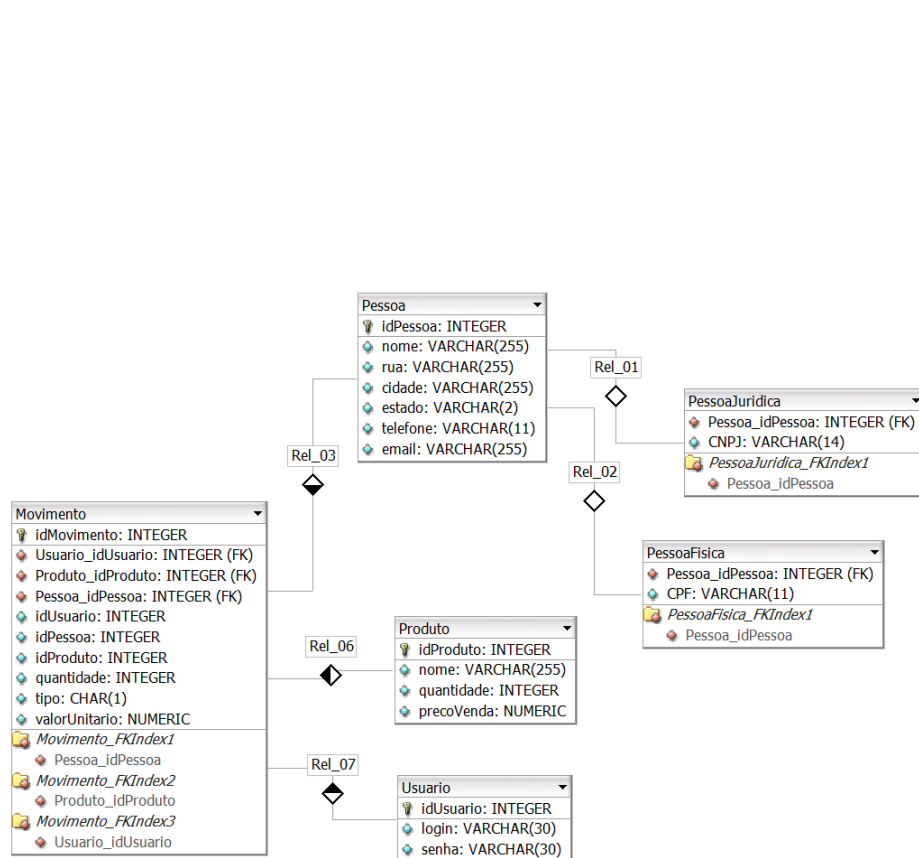 Pessoa
idPessoa: INTEGER
nome: VARCHAR(255)
rua: VARCHAR(255)
cidade: VARCHAR(255)
estado: VARCHAR(2)
telefone: VARCHAR(11)
email: VARCHAR(255)
Rel_01
PessoaJuridica
Pessoa_idPessoa: INTEGER (FK)
CNPJ: VARCHAR(14)
PessoaJuridica_FKIndex1
Pessoa_idPessoa
Rel_03
Rel_02
PessoaFisica
Pessoa_idPessoa: INTEGER (FK)
CPF: VARCHAR(11)
PessoaFisica_FKIndex1
Pessoa_idPessoa
Movimento
idMovimento: INTEGER
Usuario_idUsuario: INTEGER (FK)
Produto_idProduto: INTEGER (FK)
Pessoa_idPessoa: INTEGER (FK)
idUsuario: INTEGER
idPessoa: INTEGER
idProduto: INTEGER
quantidade: INTEGER
tipo: CHAR(1)
valorUnitario: NUMERIC
Movimento_FKIndex1
Pessoa_idPessoa
Movimento_FKIndex2
Produto_idProduto
Movimento_FKIndex3
Usuario_idUsuario
Rel_06
Produto
idProduto: INTEGER
nome: VARCHAR(255)
quantidade: INTEGER
precoVenda: NUMERIC
Rel_07
Usuario
idUsuario: INTEGER
login: VARCHAR(30)
senha: VARCHAR(30)